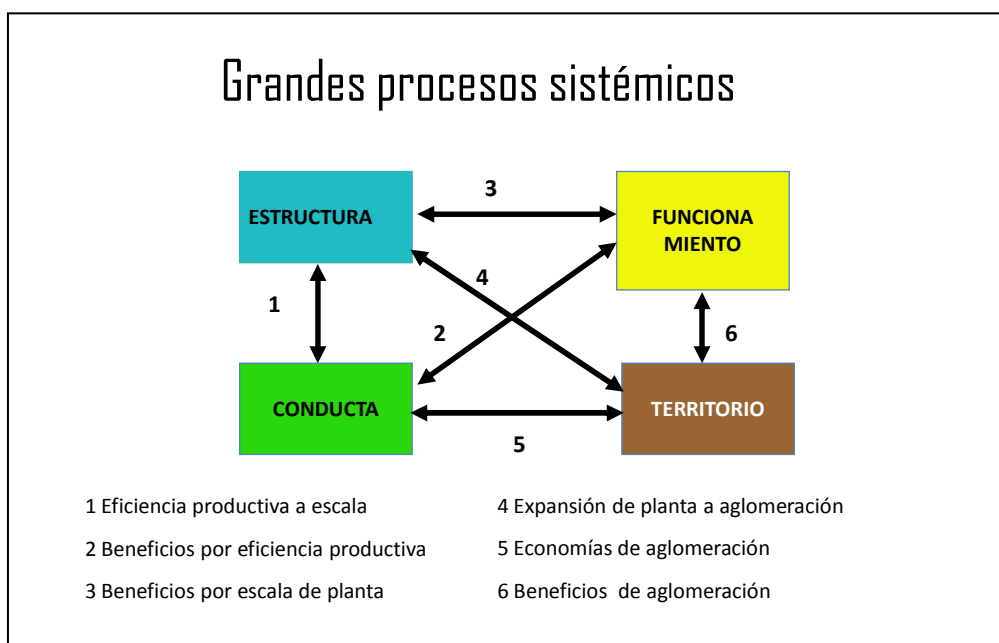 Grandes procesos sistémicos
3
ESTRUCTURA
FUNCIONA
MIENTO
4
1
2
6
CONDUCTA
TERRITORIO
5
1 Eficiencia productiva a escala
2 Beneficios por eficiencia productiva
3 Beneficios por escala de planta
4 Expansión de planta a aglomeración
5 Economías de aglomeración
6 Beneficios  de aglomeración